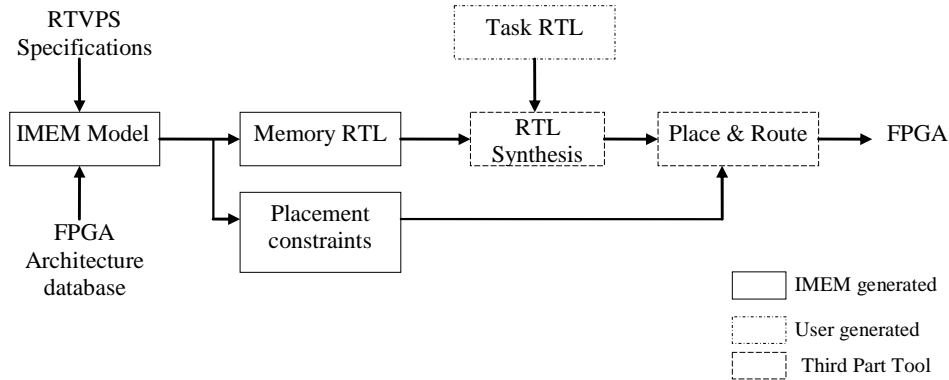 RTVPS
Specifications
Task RTL
IMEM Model
Memory RTL
RTL
Synthesis
Place & Route
FPGA
Placement
constraints
FPGA
Architecture
database
IMEM generated
User generated
Third Part Tool